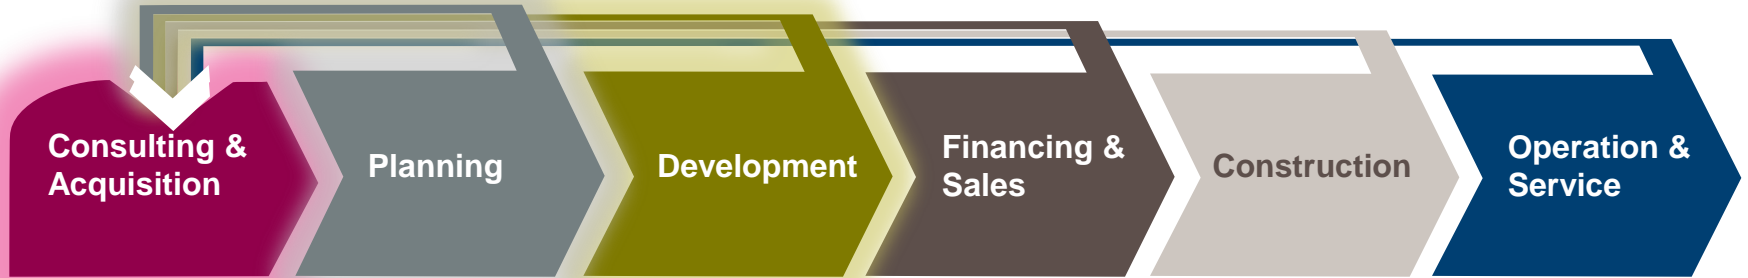 Consulting &
Acquisition
Planning
Development
Financing &
Sales
Construction
Operation &
Service